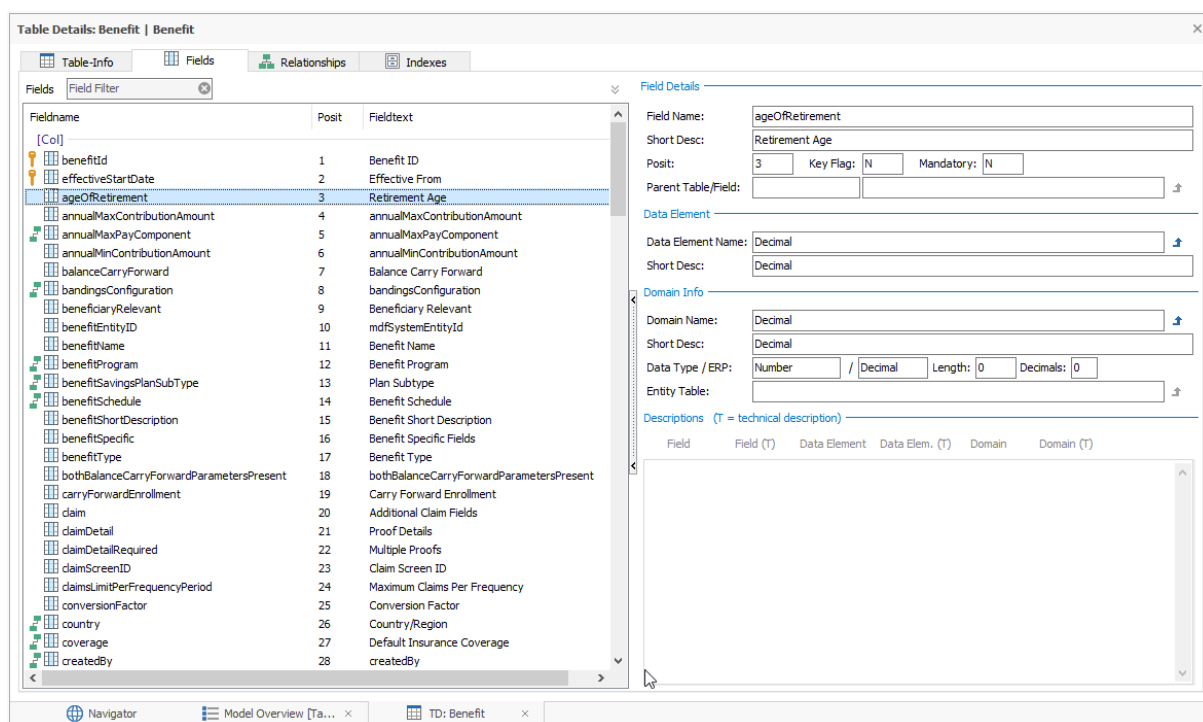 Table Details: Benefit | Benefit
Table-Info Fields Relationships Indexes
Fields Field Filter
Fieldname Posit Fieldtext
[Col]
benefitId 1 Benefit ID
effectiveStartDate 2 Effective From
ageOfRetirement 3 Retirement Age
annualMaxContributionAmount 4 annualMaxContributionAmount
annualMaxPayComponent 5 annualMaxPayComponent
annualMinContributionAmount 6 annualMinContributionAmount
balanceCarryForward 7 Balance Carry Forward
bandingsConfiguration 8 bandingsConfiguration
beneficiaryRelevant 9 Beneficiary Relevant
benefitEntityID 10 mdfSystemEntityId
benefitName 11 Benefit Name
benefitProgram 12 Benefit Program
benefitSavingsPlanSubType 13 Plan Subtype
benefitSchedule 14 Benefit Schedule
benefitShortDescription 15 Benefit Short Description
benefitSpecific 16 Benefit Specific Fields
benefitType 17 Benefit Type
bothBalanceCarryForwardParametersPresent 18 bothBalanceCarryForwardParametersPresent
carryForwardEnrollment 19 Carry Forward Enrollment
claim 20 Additional Claim Fields
claimDetail 21 Proof Details
claimDetailRequired 22 Multiple Proofs
claimScreenID 23 Claim Screen ID
claimsLimitPerFrequencyPeriod 24 Maximum Claims Per Frequency
conversionFactor 25 Conversion Factor
country 26 Country/Region
coverage 27 Default Insurance Coverage
createdBy 28 createdBy
Field Details
Field Name: ageOfRetirement
Short Desc: Retirement Age
Posit: 3 Key Flag: N Mandatory: N
Parent Table/Field:
Data Element
Data Element Name: Decimal
Short Desc: Decimal
Domain Info
Domain Name: Decimal
Short Desc: Decimal
Data Type / ERP: Number / Decimal Length: 0 Decimals: 0
Entity Table:
Descriptions (T = technical description)
Field Field (T) Data Element Data Elem. (T) Domain Domain (T)
Navigator Model Overview [Ta... TD: Benefit